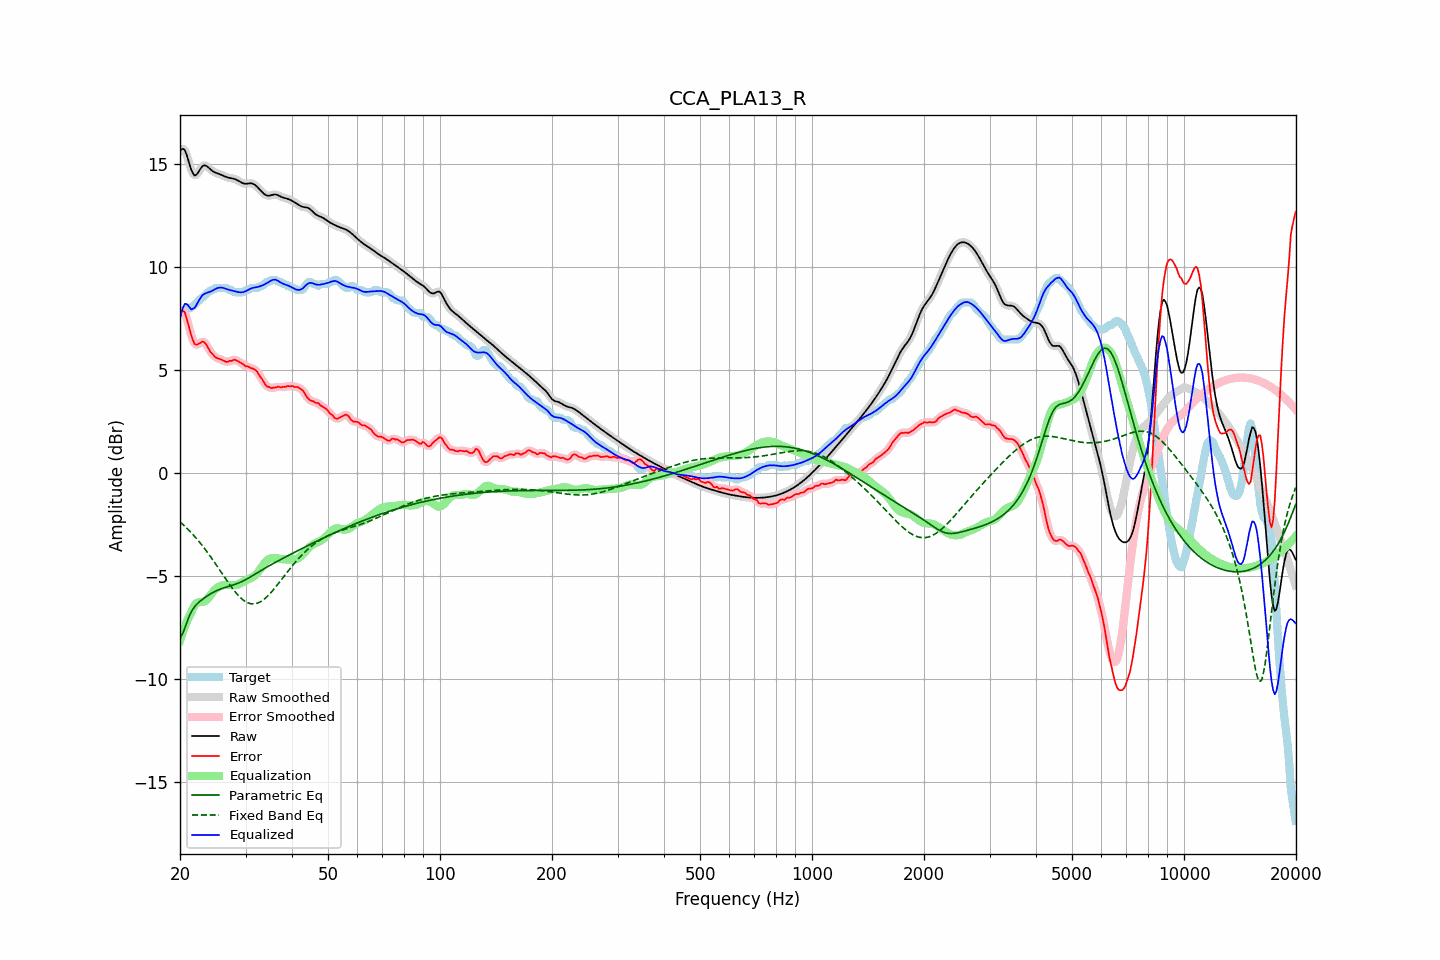 CCA_PLA13_R
Amplitude (dBr)
15
10
5
0
−5
−10
−15
Target
Raw Smoothed
Error Smoothed
Raw
Error
Equalization
Parametric Eq
Fixed Band Eq
Equalized
20 50 100 200 500 1000 2000 5000 10000 20000
Frequency (Hz)